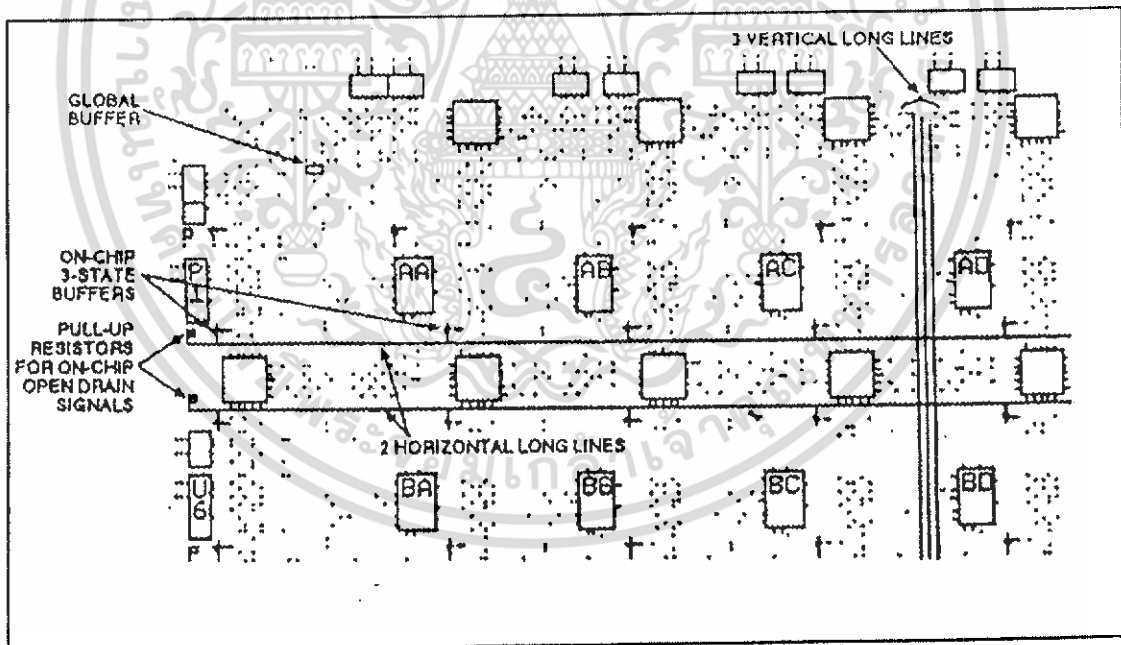 3 VERTICAL LONG LINES
GLOBAL
BUFFER
ON-CHIP
3-STATE
BUFFERS
PULL-UP
RESISTORS
FOR ON-CHIP
OPEN DRAIN
SIGNALS
P
AA
AB
AC
AD
2 HORIZONTAL LONG LINES
U6
BA
BB
BC
BD
P